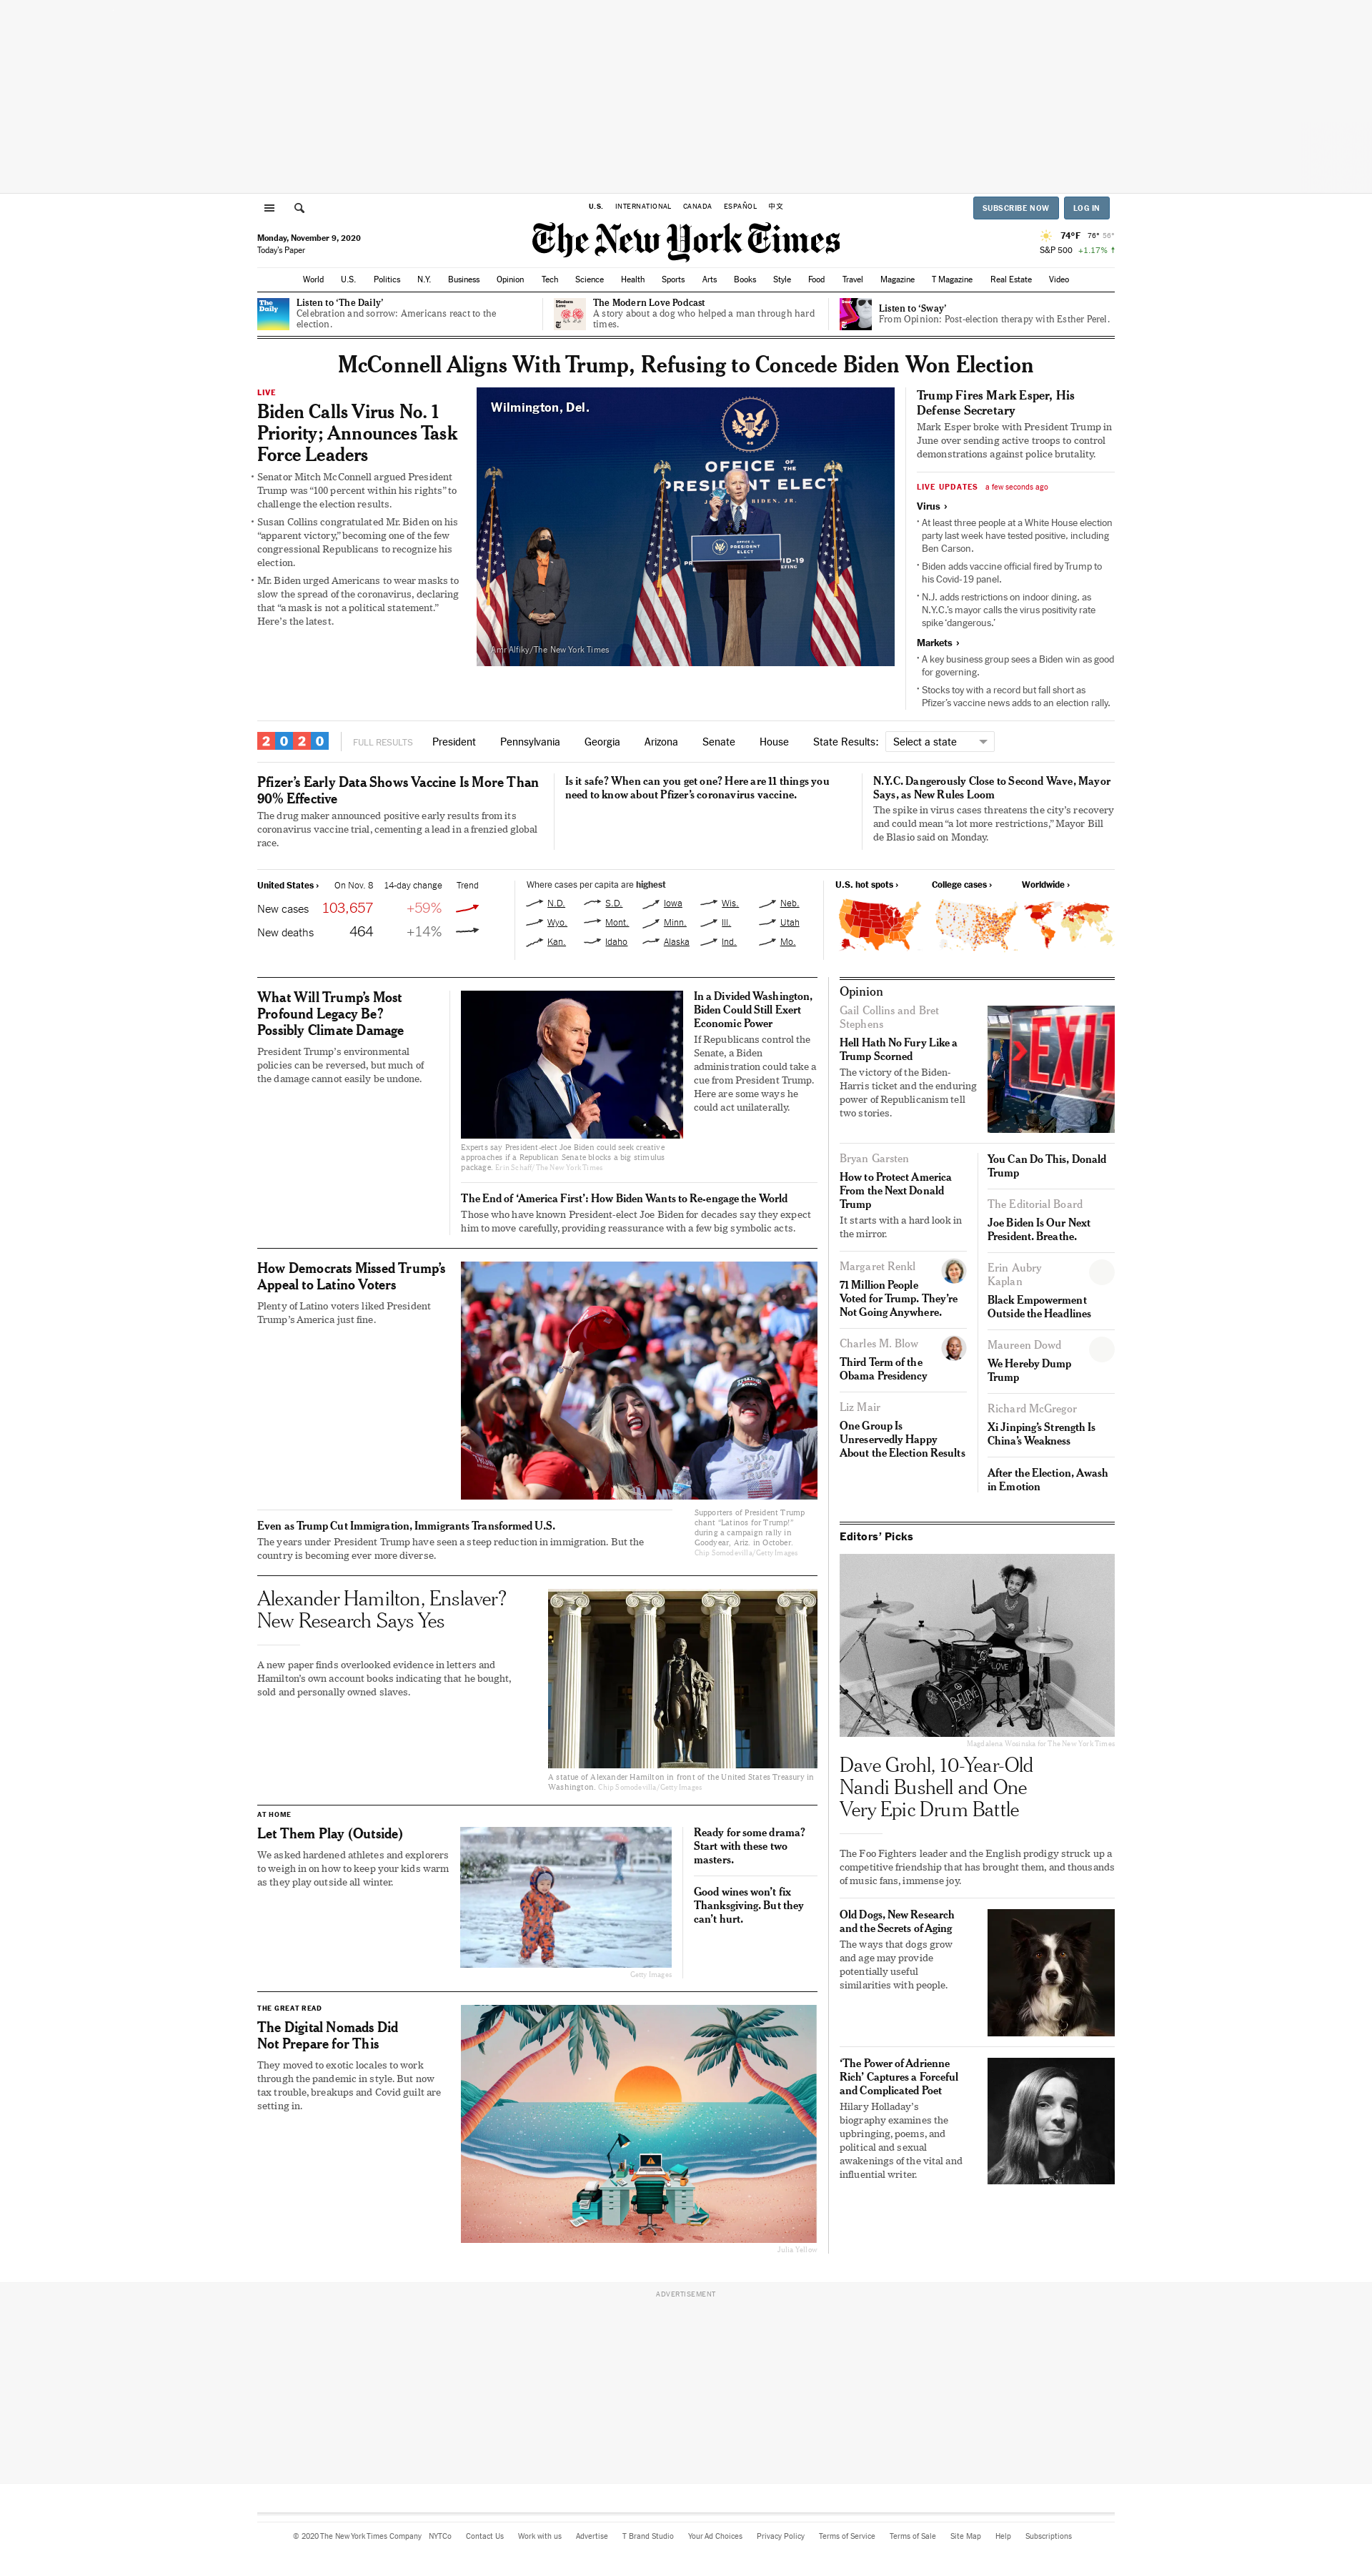 U.S. INTERNATIONAL CANADA ESPAÑOL 中文
SUBSCRIBE NOW LOG IN
Monday, November 9, 2020
Today's Paper
The New York Times
74°F 76° 58°
S&P 500 +1.17% ↑
World U.S. Politics N.Y. Business Opinion Tech Science Health Sports Arts Books Style Food Travel Magazine T Magazine Real Estate Video
The Daily
Listen to 'The Daily'
Celebration and sorrow: Americans react to the
election.
Modern Love
The Modern Love Podcast
A story about a dog who helped a man through hard
times.
Listen to 'Sway'
From Opinion: Post-election therapy with Esther Perel.
McConnell Aligns With Trump, Refusing to Concede Biden Won Election
LIVE
Biden Calls Virus No. 1
Priority; Announces Task
Force Leaders
• Senator Mitch McConnell argued President
Trump was “100 percent within his rights” to
challenge the election results.
• Susan Collins congratulated Mr. Biden on his
“apparent victory,” becoming one of the few
congressional Republicans to recognize his
election.
• Mr. Biden urged Americans to wear masks to
slow the spread of the coronavirus, declaring
that “a mask is not a political statement.”
Here's the latest.
Wilmington, Del.
OFFICE OF THE
PRESIDENT ELECT
BIDEN, JR.
OFFICE OF THE
PRESIDENT ELECT
Amr Alfiky/The New York Times
Trump Fires Mark Esper, His
Defense Secretary
Mark Esper broke with President Trump in
June over sending active troops to control
demonstrations against police brutality.
LIVE UPDATES a few seconds ago
Virus ›
• At least three people at a White House election
party last week have tested positive, including
Ben Carson.
• Biden adds vaccine official fired by Trump to
his Covid-19 panel.
• N.J. adds restrictions on indoor dining, as
N.Y.C.'s mayor calls the virus positivity rate
spike 'dangerous.'
Markets ›
• A key business group sees a Biden win as good
for governing.
• Stocks toy with a record but fall short as
Pfizer's vaccine news adds to an election rally.
2020 FULL RESULTS President Pennsylvania Georgia Arizona Senate House State Results: Select a state
Pfizer's Early Data Shows Vaccine Is More Than
90% Effective
The drug maker announced positive early results from its
coronavirus vaccine trial, cementing a lead in a frenzied global
race.
Is it safe? When can you get one? Here are 11 things you
need to know about Pfizer's coronavirus vaccine.
N.Y.C. Dangerously Close to Second Wave, Mayor
Says, as New Rules Loom
The spike in virus cases threatens the city's recovery
and could mean “a lot more restrictions,” Mayor Bill
de Blasio said on Monday.
United States › On Nov. 8 14-day change Trend
New cases 103,657 +59%
New deaths 464 +14%
Where cases per capita are highest
N.D. S.D. Iowa Wis. Neb.
Wyo. Mont. Minn. Ill. Utah
Kan. Idaho Alaska Ind. Mo.
U.S. hot spots › College cases › Worldwide ›
What Will Trump's Most
Profound Legacy Be?
Possibly Climate Damage
President Trump's environmental
policies can be reversed, but much of
the damage cannot easily be undone.
Experts say President-elect Joe Biden could seek creative
approaches if a Republican Senate blocks a big stimulus
package. Erin Schaff/The New York Times
In a Divided Washington,
Biden Could Still Exert
Economic Power
If Republicans control the
Senate, a Biden
administration could take a
cue from President Trump.
Here are some ways he
could act unilaterally.
The End of 'America First': How Biden Wants to Re-engage the World
Those who have known President-elect Joe Biden for decades say they expect
him to move carefully, providing reassurance with a few big symbolic acts.
How Democrats Missed Trump's
Appeal to Latino Voters
Plenty of Latino voters liked President
Trump's America just fine.
LATINA
TRUMP
Supporters of President Trump
chant “Latinos for Trump!”
during a campaign rally in
Goodyear, Ariz. in October.
Chip Somodevilla/Getty Images
Even as Trump Cut Immigration, Immigrants Transformed U.S.
The years under President Trump have seen a steep reduction in immigration. But the
country is becoming ever more diverse.
Alexander Hamilton, Enslaver?
New Research Says Yes
A new paper finds overlooked evidence in letters and
Hamilton's own account books indicating that he bought,
sold and personally owned slaves.
A statue of Alexander Hamilton in front of the United States Treasury in
Washington. Chip Somodevilla/Getty Images
AT HOME
Let Them Play (Outside)
We asked hardened athletes and explorers
to weigh in on how to keep your kids warm
as they play outside all winter.
Getty Images
Ready for some drama?
Start with these two
masters.
Good wines won't fix
Thanksgiving. But they
can't hurt.
THE GREAT READ
The Digital Nomads Did
Not Prepare for This
They moved to exotic locales to work
through the pandemic in style. But now
tax trouble, breakups and Covid guilt are
setting in.
Julia Yellow
Opinion
Gail Collins and Bret
Stephens
Hell Hath No Fury Like a
Trump Scorned
The victory of the Biden-
Harris ticket and the enduring
power of Republicanism tell
two stories.
EXIT
Bryan Garsten
How to Protect America
From the Next Donald
Trump
It starts with a hard look in
the mirror.
Margaret Renkl
71 Million People
Voted for Trump. They're
Not Going Anywhere.
Charles M. Blow
Third Term of the
Obama Presidency
Liz Mair
One Group Is
Unreservedly Happy
About the Election Results
You Can Do This, Donald
Trump
The Editorial Board
Joe Biden Is Our Next
President. Breathe.
Erin Aubry
Kaplan
Black Empowerment
Outside the Headlines
Maureen Dowd
We Hereby Dump
Trump
Richard McGregor
Xi Jinping's Strength Is
China's Weakness
After the Election, Awash
in Emotion
Editors' Picks
LOVE
BELIEVE
Magdalena Wosinska for The New York Times
Dave Grohl, 10-Year-Old
Nandi Bushell and One
Very Epic Drum Battle
The Foo Fighters leader and the English prodigy struck up a
competitive friendship that has brought them, and thousands
of music fans, immense joy.
Old Dogs, New Research
and the Secrets of Aging
The ways that dogs grow
and age may provide
potentially useful
similarities with people.
'The Power of Adrienne
Rich' Captures a Forceful
and Complicated Poet
Hilary Holladay's
biography examines the
upbringing, poems, and
political and sexual
awakenings of the vital and
influential writer.
ADVERTISEMENT
© 2020 The New York Times Company NYTCo Contact Us Work with us Advertise T Brand Studio Your Ad Choices Privacy Policy Terms of Service Terms of Sale Site Map Help Subscriptions